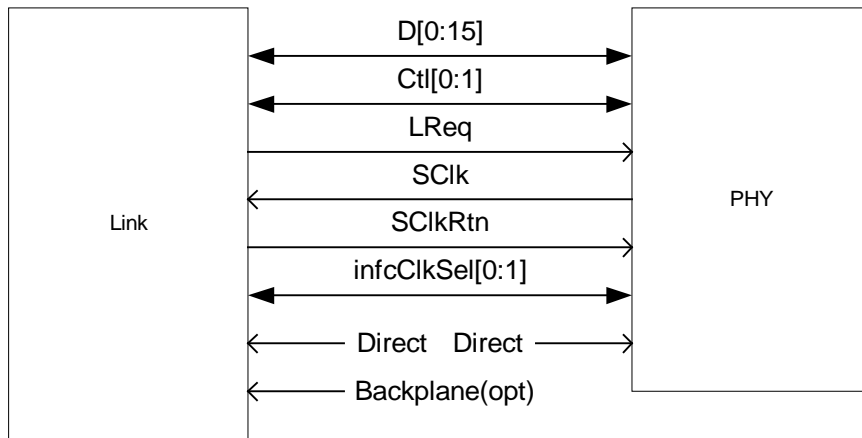 D[0:15]
Ctl[0:1]
LReq
SClk
Link
PHY
SClkRtn
infcClkSel[0:1]
Direct Direct
Backplane(opt)